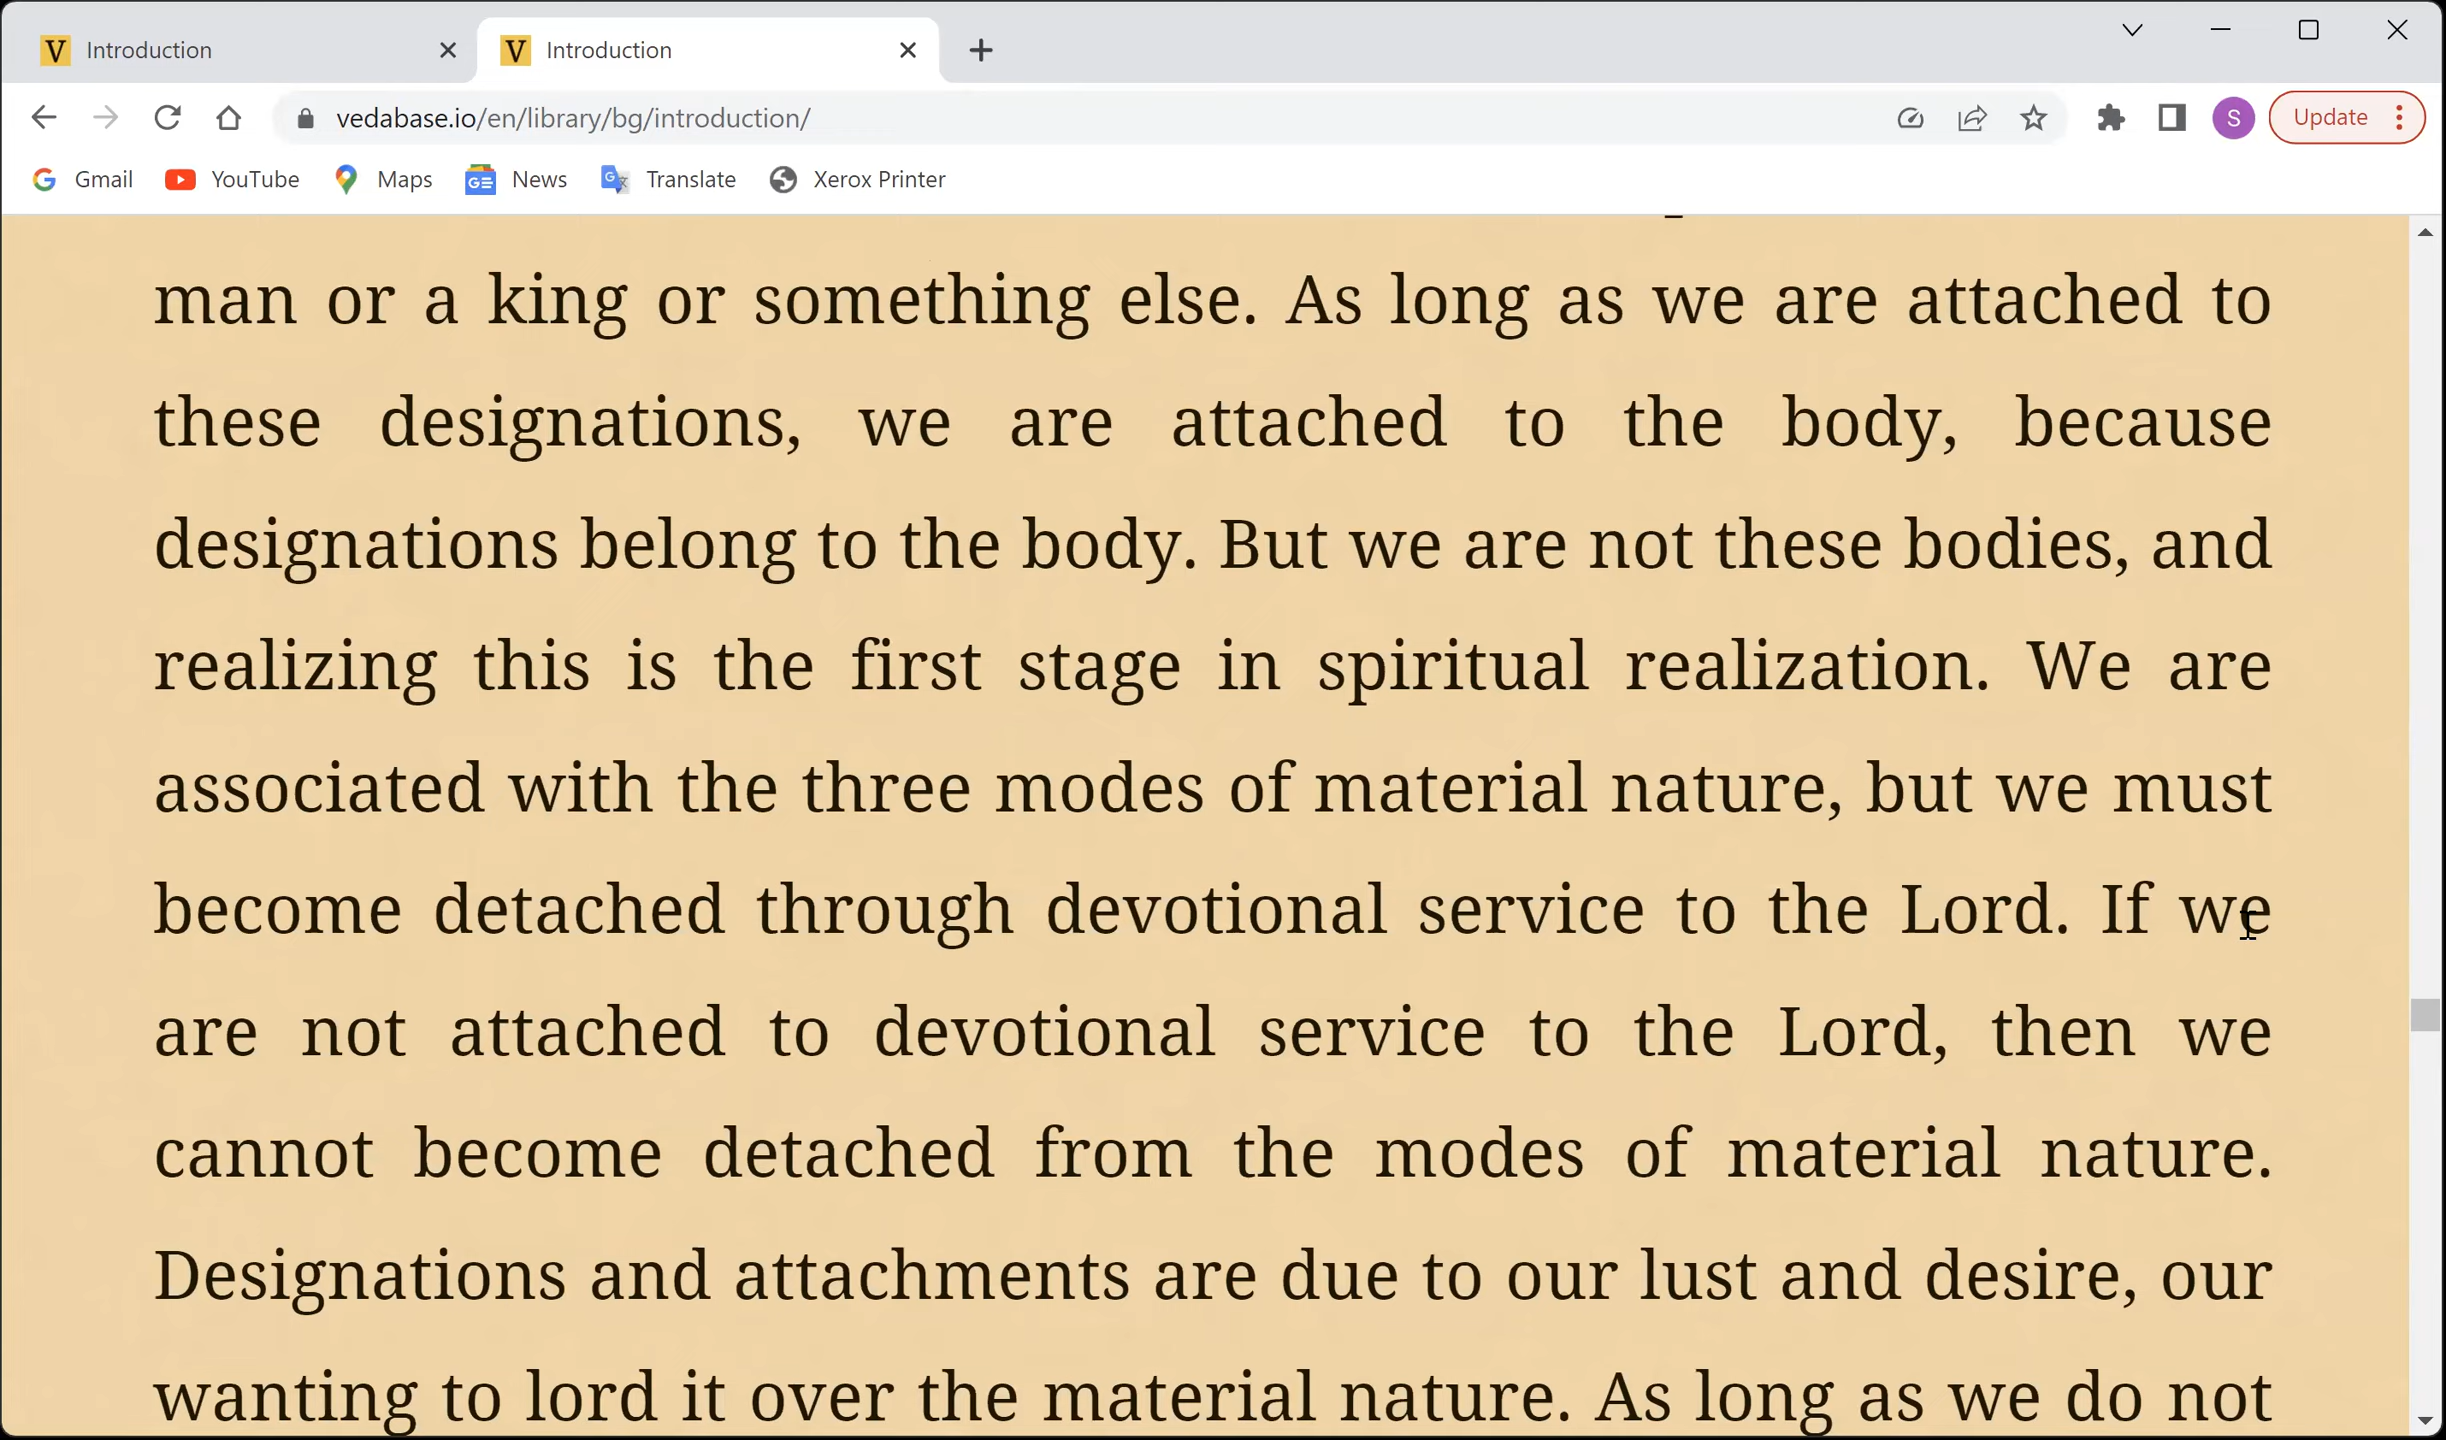 Introduction
Introduction
vedabase.io/en/library/bg/introduction/
S
Update
Gmail
YouTube
Maps
News
Translate
Xerox Printer
man or a king or something else. As long as we are attached to
these designations, we are attached to the body, because
designations belong to the body. But we are not these bodies, and
realizing this is the first stage in spiritual realization. We are
associated with the three modes of material nature, but we must
become detached through devotional service to the Lord. If we
are not attached to devotional service to the Lord, then we
cannot become detached from the modes of material nature.
Designations and attachments are due to our lust and desire, our
wanting to lord it over the material nature. As long as we do not